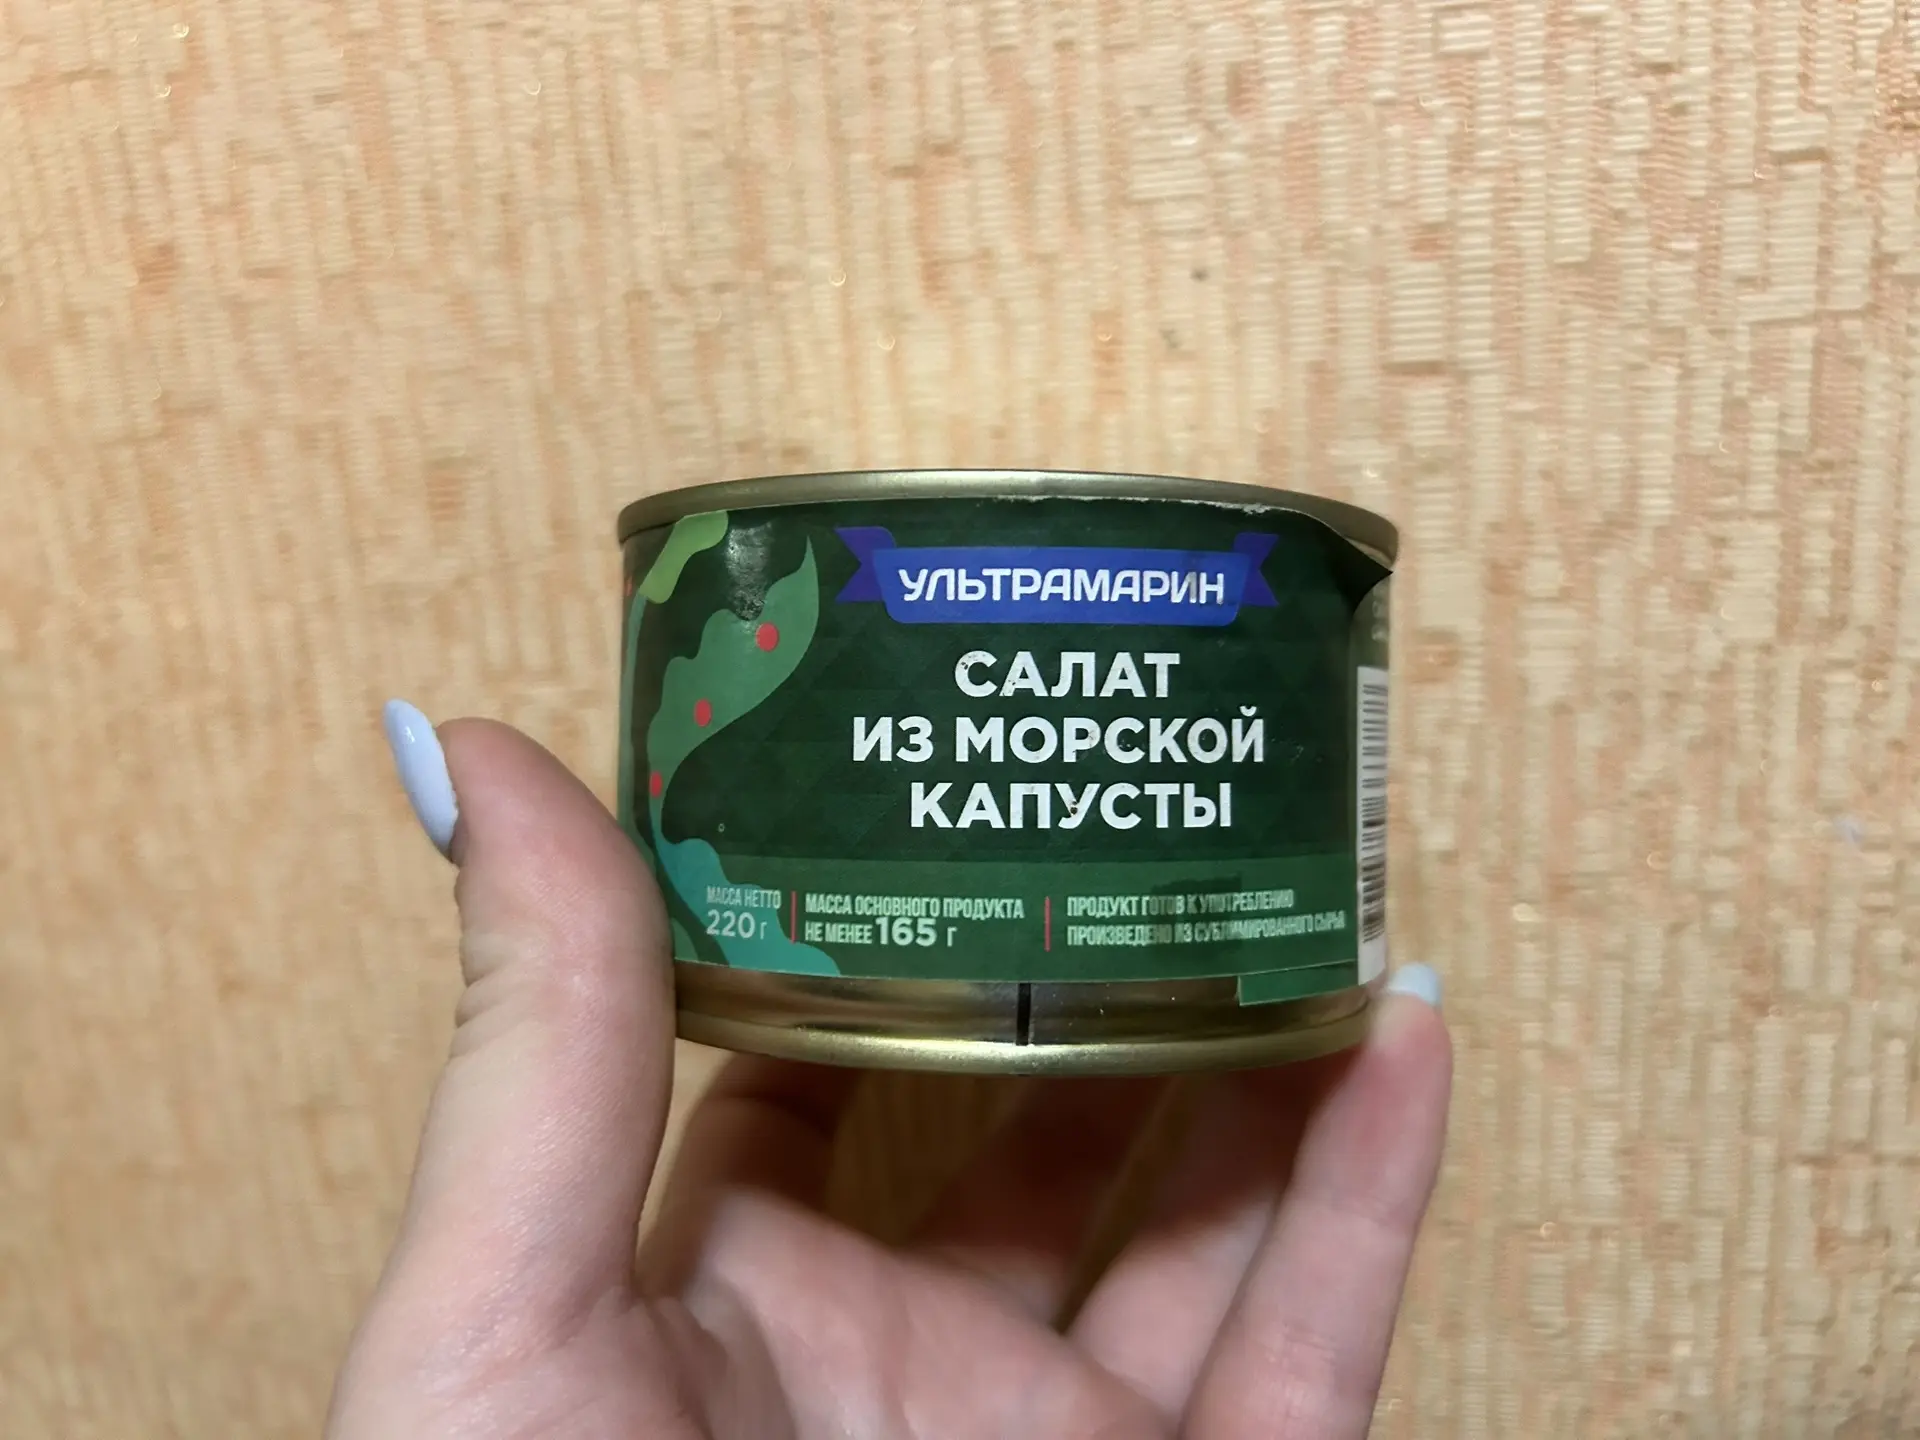 УЛЬТРАМАРИН
САЛАТ
ИЗ МОРСКОЙ
КАПУСТЫ
МАССА НЕТТО
220 г
МАССА ОСНОВНОГО ПРОДУКТА
НЕ МЕНЕЕ 165 г
ПРОДУКТ ГОТОВ К УПОТРЕБЛЕНИЮ
ПРОИЗВЕДЕНО ИЗ СУБЛИМИРОВАННОГО СЫРЬЯ